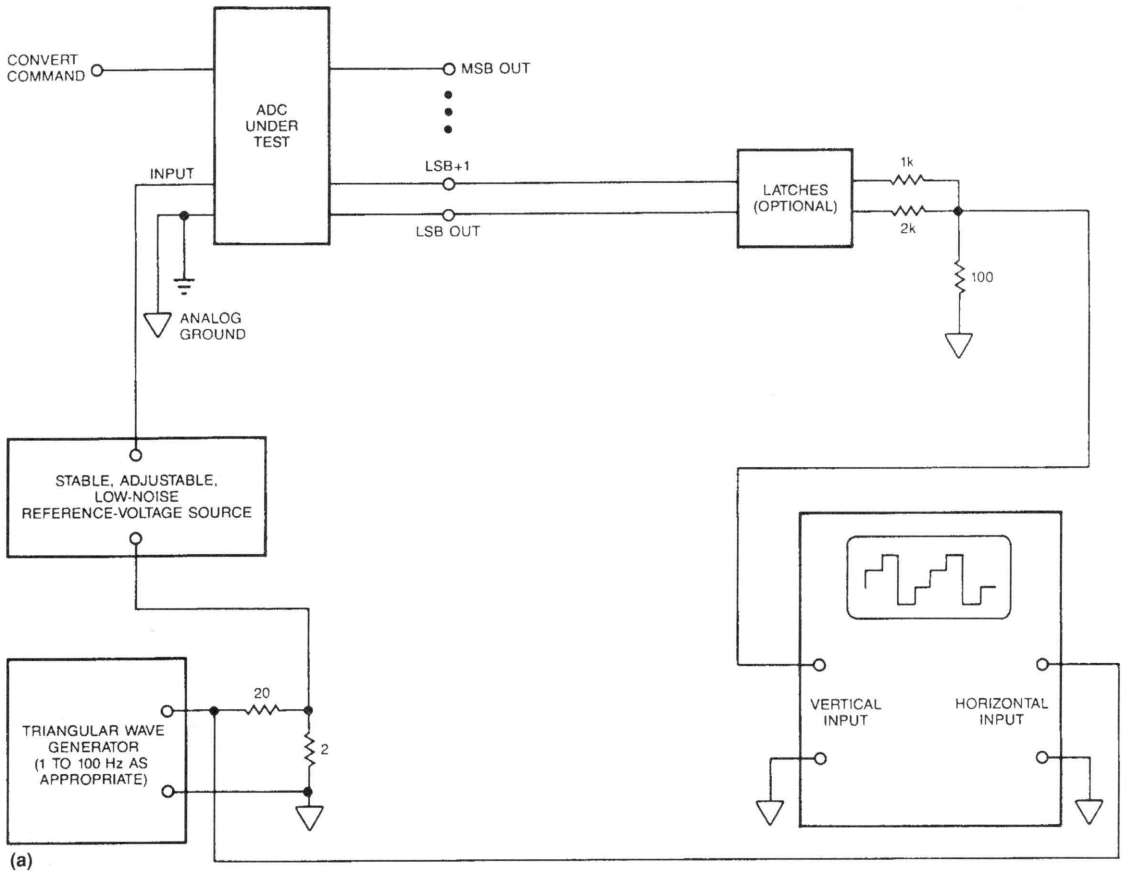 CONVERT
COMMAND
ADC
UNDER
TEST
MSB OUT
INPUT
LSB+1
LSB OUT
LATCHES
(OPTIONAL)
1k
2k
100
ANALOG
GROUND
STABLE, ADJUSTABLE,
LOW-NOISE
REFERENCE-VOLTAGE SOURCE
TRIANGULAR WAVE
GENERATOR
(1 TO 100 Hz AS
APPROPRIATE)
20
2
VERTICAL
INPUT
HORIZONTAL
INPUT
(a)